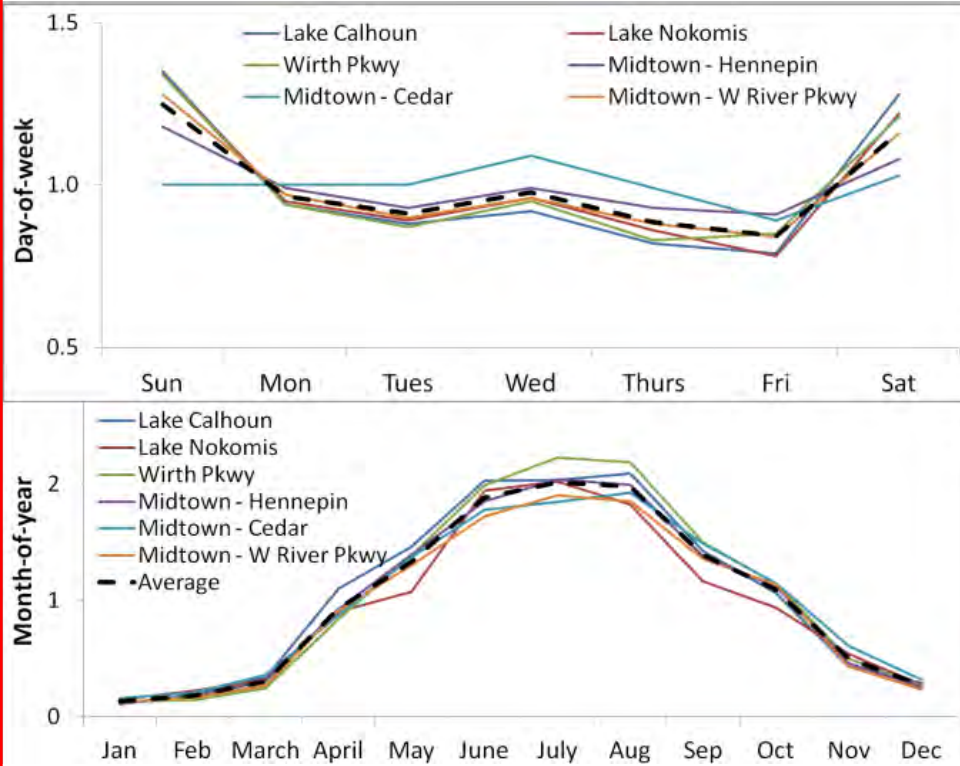 1.5
Lake Calhoun Lake Nokomis
Wirth Pkwy Midtown - Hennepin
Midtown - Cedar Midtown - W River Pkwy
Day-of-week
1.0
0.5
Sun Mon Tues Wed Thurs Fri Sat
Lake Calhoun
Lake Nokomis
Wirth Pkwy
Midtown - Hennepin
Midtown - Cedar
Midtown - W River Pkwy
Average
Month-of-year
2
1
0
Jan Feb March April May June July Aug Sep Oct Nov Dec